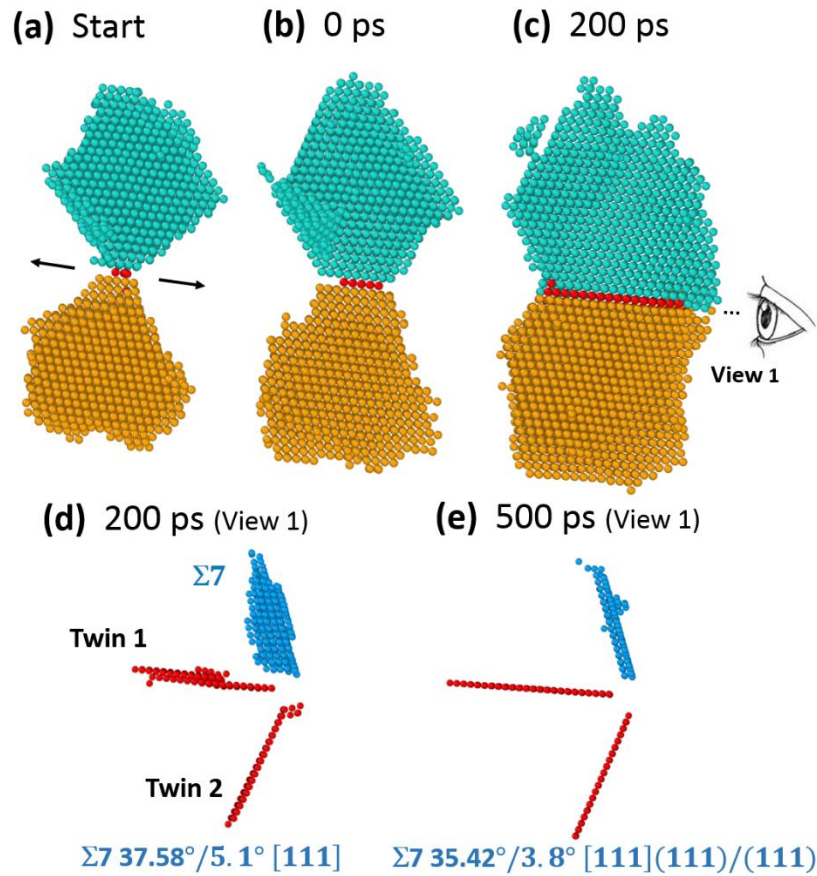 (a) Start
(b) 0 ps
(c) 200 ps
...
View 1
(d) 200 ps (View 1)
(e) 500 ps (View 1)
Σ7
Twin 1
Twin 2
Σ7 37.58°/5.1° [111]
Σ7 35.42°/3.8° [111](111)/(111)